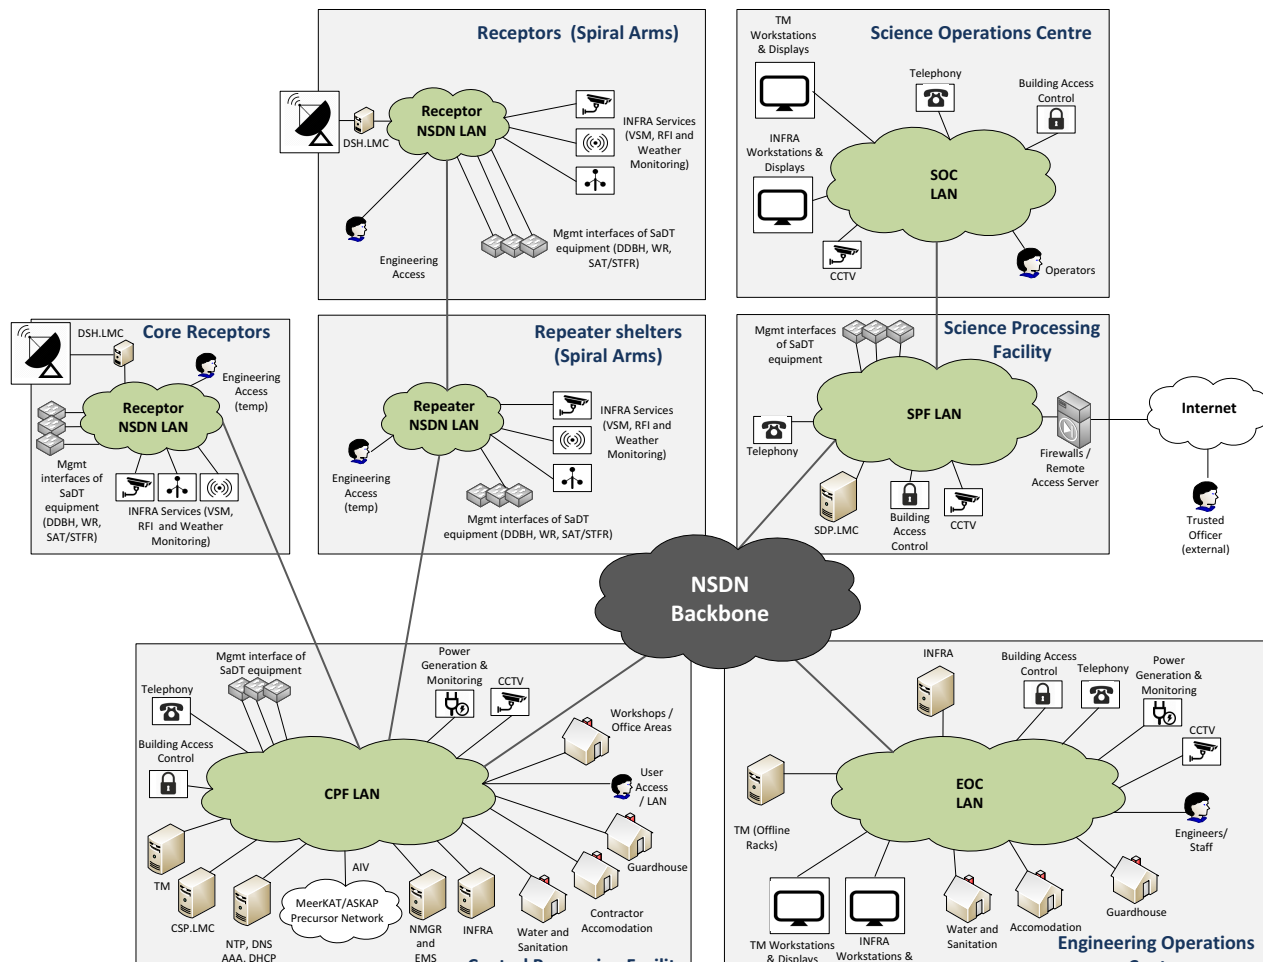 Receptors  (Spiral Arms)
Receptor
NSDN LAN
DSH.LMC
INFRA Services
(VSM, RFI and
Weather
Monitoring)
Engineering
Access
Mgmt interfaces of SaDT
equipment (DDBH, WR,
SAT/STFR)
Science Operations Centre
TM
Workstations
& Displays
Telephony
Building Access
Control
INFRA
Workstations &
Displays
SOC
LAN
CCTV
Operators
Core Receptors
DSH.LMC
Engineering
Access
(temp)
Receptor
NSDN LAN
Mgmt
interfaces of
SaDT
equipment
(DDBH, WR,
SAT/STFR)
INFRA Services (VSM,
RFI  and Weather
Monitoring)
Repeater shelters
(Spiral Arms)
Repeater
NSDN LAN
INFRA Services
(VSM, RFI and
Weather
Monitoring)
Engineering
Access
(temp)
Mgmt interfaces of SaDT
equipment (DDBH, WR, SAT/STFR)
Science Processing
Facility
Mgmt interfaces
of SaDT
equipment
SPF LAN
Telephony
SDP.LMC
Building
Access
Control
CCTV
Firewalls /
Remote
Access Server
Internet
Trusted
Officer
(external)
NSDN
Backbone
Mgmt interface of
SaDT equipment
Telephony
Building Access
Control
Power
Generation &
Monitoring
CCTV
Workshops /
Office Areas
User
Access
/ LAN
CPF LAN
Guardhouse
TM
CSP.LMC
NTP, DNS
AAA, DHCP
AIV
MeerKAT/ASKAP
Precursor Network
NMGR
and
EMS
INFRA
Water and
Sanitation
Contractor
Accomodation
INFRA
Building Access
Control
Telephony
Power
Generation &
Monitoring
CCTV
EOC
LAN
TM (Offline
Racks)
Engineers/
Staff
TM Workstations
& Displays
INFRA
Workstations &
Water and
Sanitation
Accomodation
Guardhouse
Engineering Operations